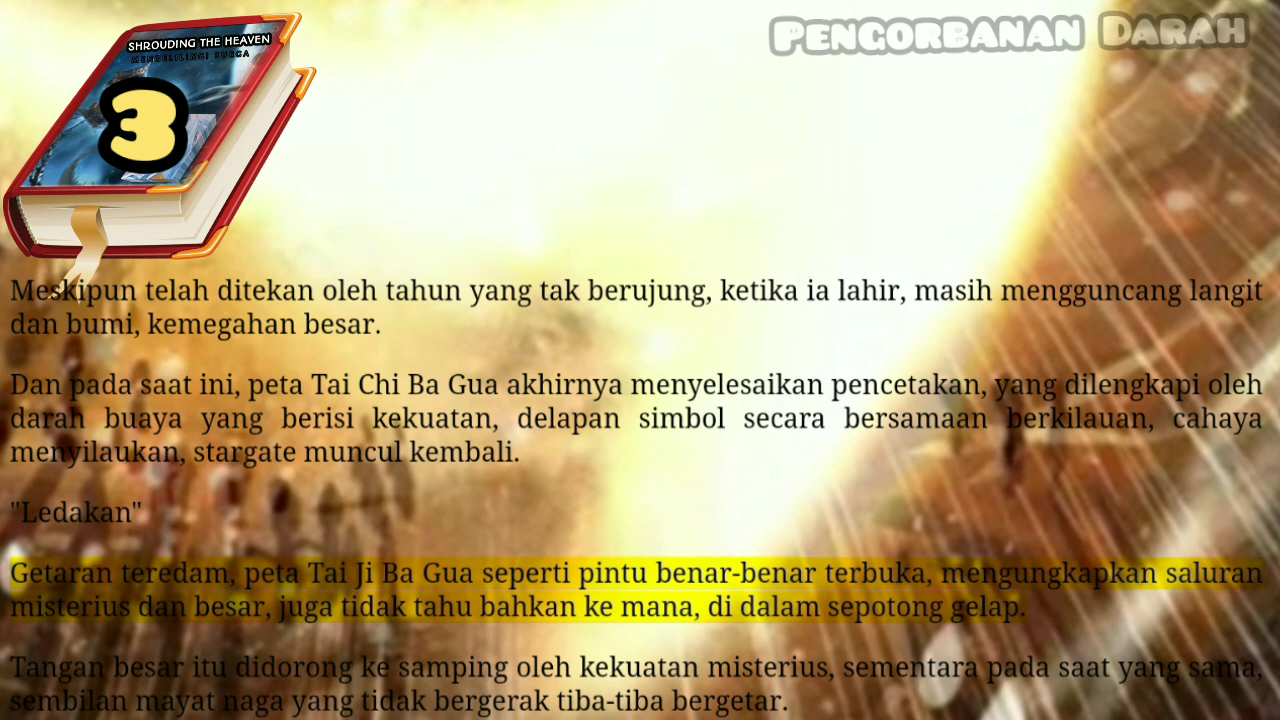 SHROUDING THE HEAVEN
MENGELILINGI SURGA
3
PENGORBANAN DARAH
Meskipun telah ditekan oleh tahun yang tak berujung, ketika ia lahir, masih mengguncang langit
dan bumi, kemegahan besar.
Dan pada saat ini, peta Tai Chi Ba Gua akhirnya menyelesaikan pencetakan, yang dilengkapi oleh
darah buaya yang berisi kekuatan, delapan simbol secara bersamaan berkilauan, cahaya
menyilaukan, stargate muncul kembali.
"Ledakan"
Getaran teredam, peta Tai Ji Ba Gua seperti pintu benar-benar terbuka, mengungkapkan saluran
misterius dan besar, juga tidak tahu bahkan ke mana, di dalam sepotong gelap.
Tangan besar itu didorong ke samping oleh kekuatan misterius, sementara pada saat yang sama,
sembilan mayat naga yang tidak bergerak tiba-tiba bergetar.